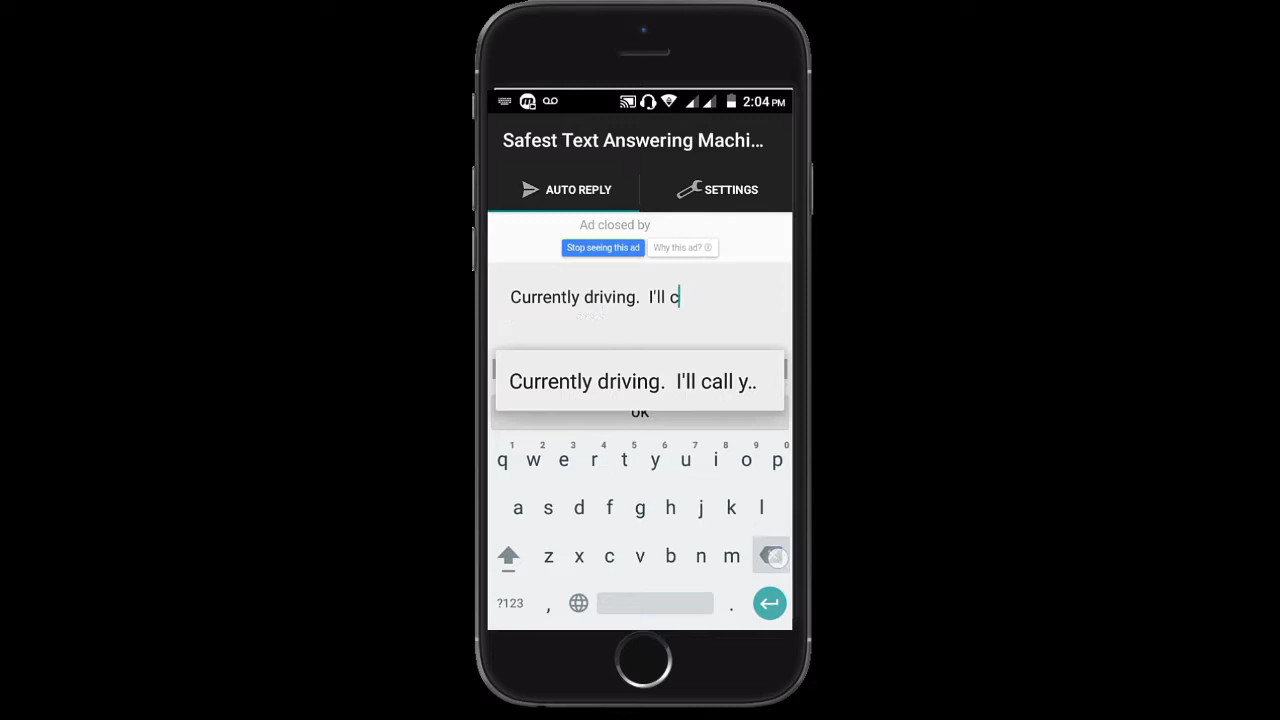 2:04 PM
Safest Text Answering Machi...
AUTO REPLY
SETTINGS
Ad closed by
Stop seeing this ad
Why this ad?
Currently driving.  I'll c
Currently driving.  I'll call y..
OK
1 2 3 4 5 6 7 8 9 0
q w e r t y u i o p
a s d f g h j k l
z x c v b n m
?123 , .